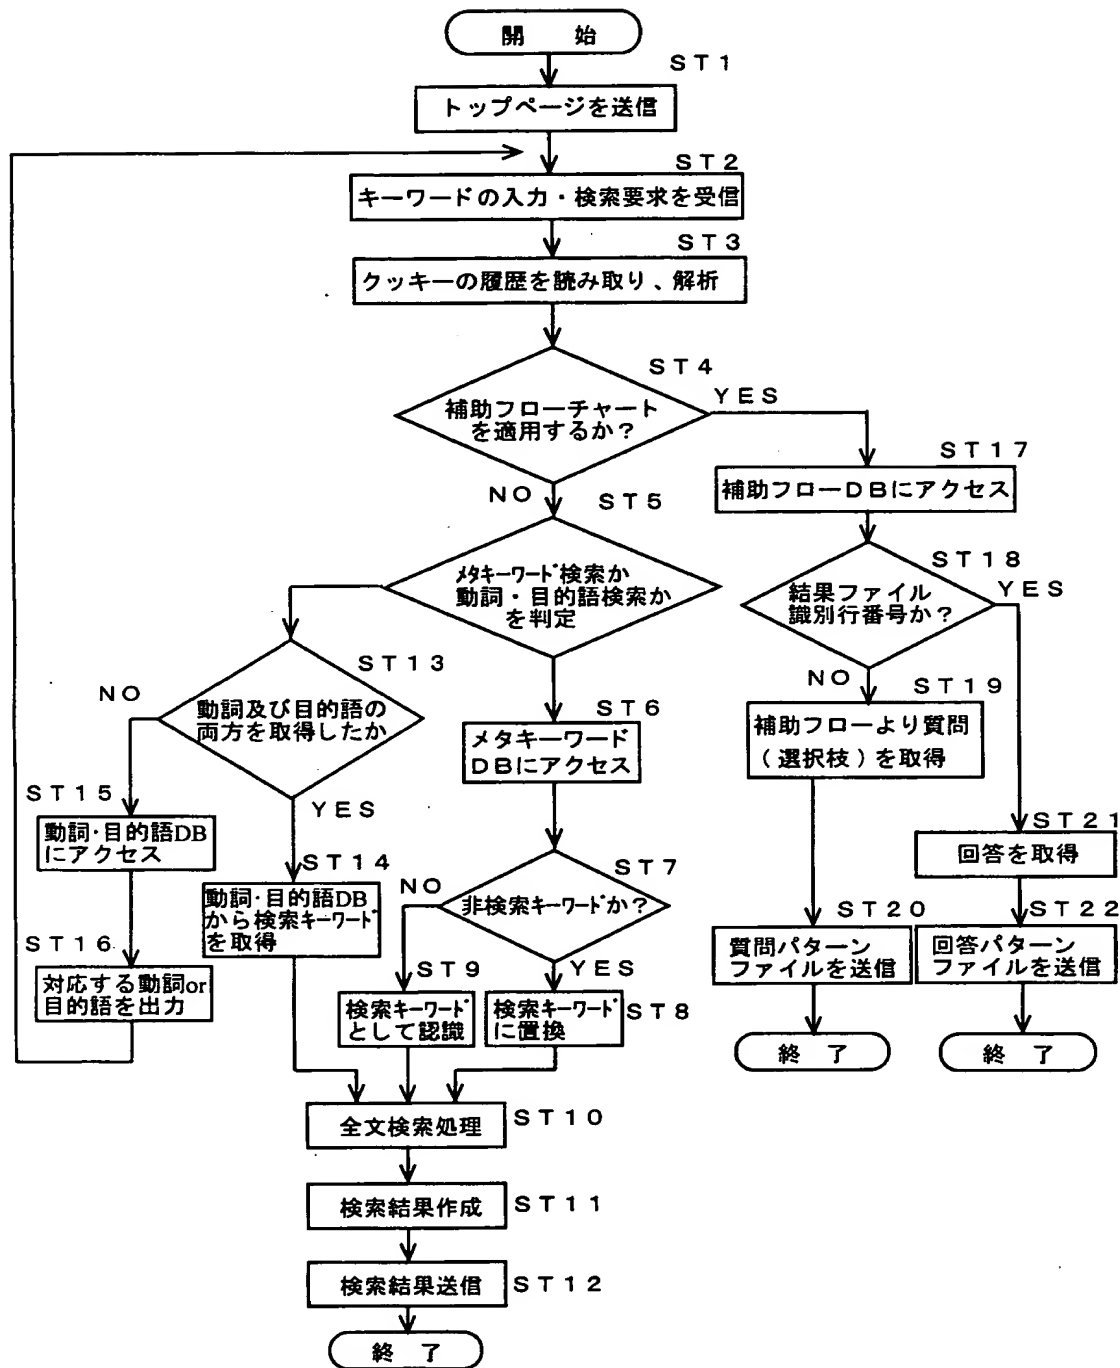 開 始
ST1
トップページを送信
ST2
キーワードの入力・検索要求を受信
ST3
クッキーの履歴を読み取り、解析
ST4
補助フローチャート
を適用するか？
YES
NO
ST17
補助フローDBにアクセス
ST5
メタキーワード検索か
動詞・目的語検索か
を判定
ST18
結果ファイル
識別行番号か？
YES
NO
ST13
動詞及び目的語の
両方を取得したか
NO
YES
ST6
メタキーワード
DBにアクセス
ST19
補助フローより質問
(選択枝)を取得
ST15
動詞・目的語DB
にアクセス
ST14
動詞・目的語DB
から検索キーワード
を取得
ST7
非検索キーワードか？
NO
YES
ST21
回答を取得
ST16
対応する動詞or
目的語を出力
ST9
検索キーワード
として認識
ST8
検索キーワード
に置換
ST20
質問パターン
ファイルを送信
ST22
回答パターン
ファイルを送信
終 了
終 了
ST10
全文検索処理
ST11
検索結果作成
ST12
検索結果送信
終 了